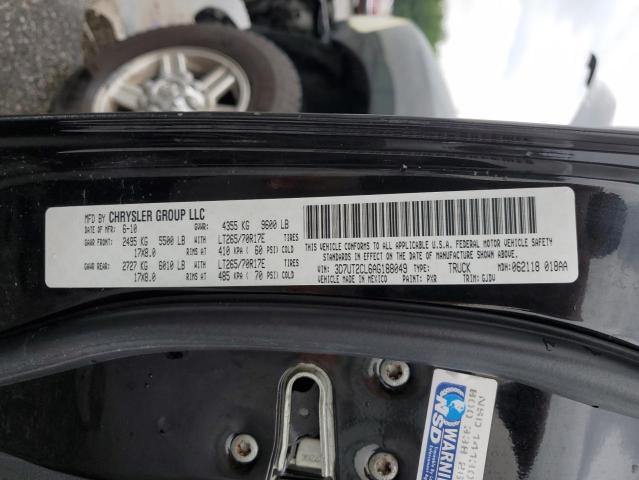 MFD BY CHRYSLER GROUP LLC
DATE OF MFR: 6-10 GVWR: 4355 KG 9600 LB
GAWR FRONT: 2495 KG 5500 LB WITH LT265/70R17E TIRES
17X8.0 RIMS AT 410 KPA ( 60 PSI) COLD
GAWR REAR: 2727 KG 6010 LB WITH LT265/70R17E TIRES
17X8.0 RIMS AT 485 KPA ( 70 PSI) COLD
THIS VEHICLE CONFORMS TO ALL APPLICABLE U.S.A. FEDERAL MOTOR VEHICLE SAFETY
STANDARDS IN EFFECT ON THE DATE OF MANUFACTURE SHOWN ABOVE.
VIN: 3D7UT2CL6AG188049 TYPE: TRUCK MDH: 062118 018AA
VEHICLE MADE IN MEXICO PAINT: PXR TRIM: GJDV
WARNING
NSD
800